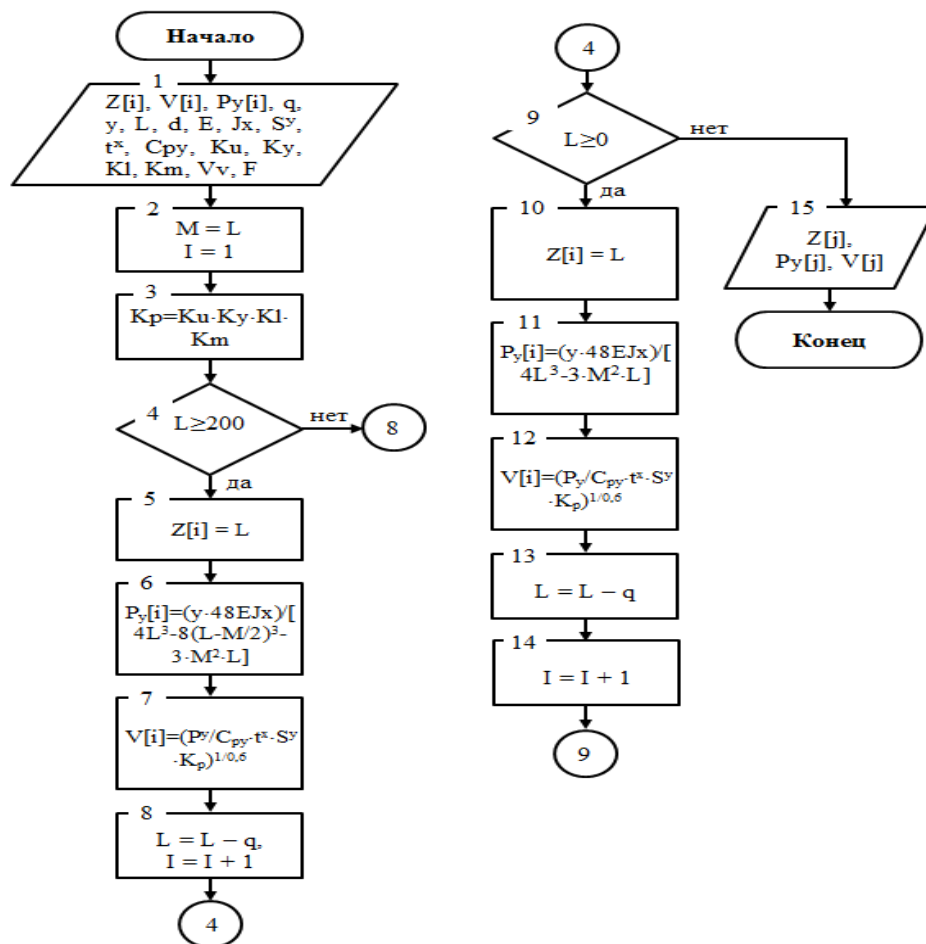 Начало
1
Z[i], V[i], Py[i], q,
y, L, d, E, Jx, Sʸ,
tˣ, Cpy, Ku, Ky,
Kl, Km, Vv, F
2
M = L
I = 1
3
Kp=Ku·Ky·Kl·
Km
4
L≥200
нет
8
да
5
Z[i] = L
6
Py[i]=(y·48EJx)/[
4L³-8(L-M/2)³-
3·M²·L]
7
V[i]=(Pʸ/Cpy·tˣ·Sʸ
·Kp)¹/⁰,⁶
8
L = L – q,
I = I + 1
4
4
9
L≥0
нет
да
10
Z[i] = L
11
Py[i]=(y·48EJx)/[
4L³-3·M²·L]
12
V[i]=(Py/Cpy·tˣ·Sʸ
·Kp)¹/⁰,⁶
13
L = L – q
14
I = I + 1
9
15
Z[j],
Py[j], V[j]
Конец